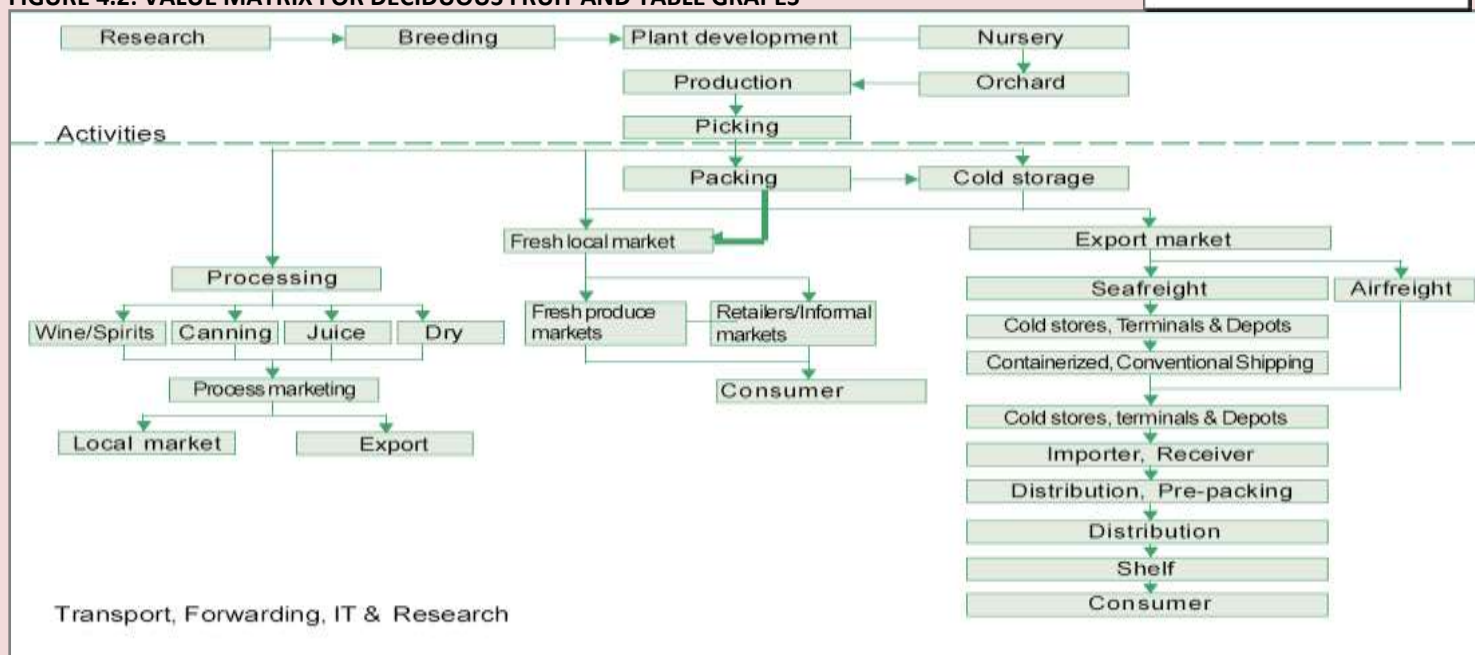 FIGURE 4.2: VALUE MATRIX FOR DECIDUOUS FRUIT AND TABLE GRAPES
Research
Breeding
Plant development
Nursery
Production
Orchard
Activities
Picking
Packing
Cold storage
Fresh local market
Export market
Processing
Seafreight
Airfreight
Wine/Spirits
Canning
Juice
Dry
Fresh produce
markets
Retailers/Informal
markets
Cold stores, Terminals & Depots
Containerized, Conventional Shipping
Process marketing
Consumer
Cold stores, terminals & Depots
Local market
Export
Importer, Receiver
Distribution, Pre-packing
Distribution
Shelf
Consumer
Transport, Forwarding, IT & Research